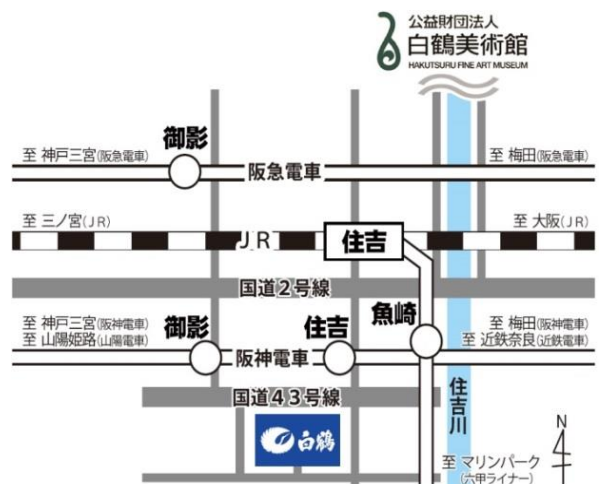 公益財団法人
白鶴美術館
HAKUTSURU FINE ART MUSEUM
御影
至 神戸三宮(阪急電車)
阪急電車
至 梅田(阪急電車)
至 三ノ宮(JR)
至 大阪(JR)
JR
住吉
国道2号線
至 神戸三宮(阪神電車)
至 山陽姫路(山陽電車)
御影
住吉
魚崎
至 梅田(阪神電車)
至 近鉄奈良(近鉄電車)
阪神電車
国道43号線
住吉川
白鶴
N
至 マリンパーク
(六甲ライナー)